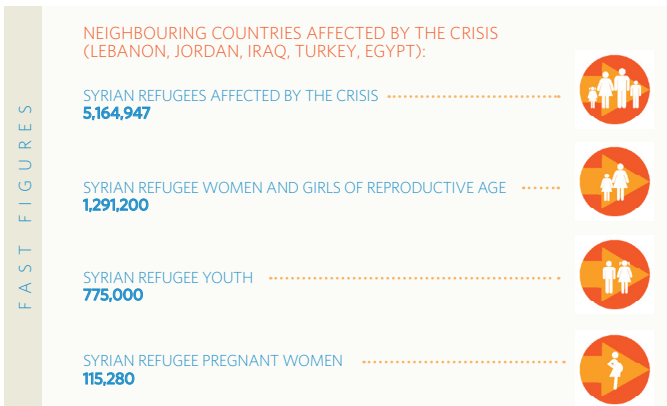 FAST FIGURES
NEIGHBOURING COUNTRIES AFFECTED BY THE CRISIS
(LEBANON, JORDAN, IRAQ, TURKEY, EGYPT):
SYRIAN REFUGEES AFFECTED BY THE CRISIS
5,164,947
SYRIAN REFUGEE WOMEN AND GIRLS OF REPRODUCTIVE AGE
1,291,200
SYRIAN REFUGEE YOUTH
775,000
SYRIAN REFUGEE PREGNANT WOMEN
115,280